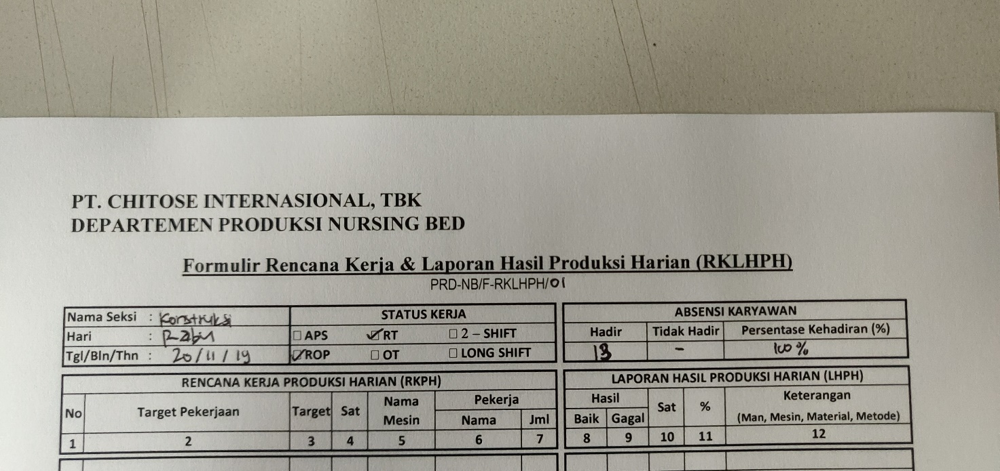 PT. CHITOSE INTERNASIONAL, TBK
DEPARTEMEN PRODUKSI NURSING BED
Formulir Rencana Kerja & Laporan Hasil Produksi Harian (RKLHPH)
PRD-NB/F-RKLHPH/01
Nama Seksi : Konstruksi
Hari : Rabu
Tgl/Bln/Thn : 20/11/19
STATUS KERJA
☐ APS ☑ RT ☐ 2 – SHIFT
☑ ROP ☐ OT ☐ LONG SHIFT
ABSENSI KARYAWAN
Hadir Tidak Hadir Persentase Kehadiran (%)
13 - 100 %
RENCANA KERJA PRODUKSI HARIAN (RKPH)
No Target Pekerjaan Target Sat Nama Mesin Pekerja
Nama Jml
1 2 3 4 5 6 7
LAPORAN HASIL PRODUKSI HARIAN (LHPH)
Hasil Sat % Keterangan
Baik Gagal (Man, Mesin, Material, Metode)
8 9 10 11 12